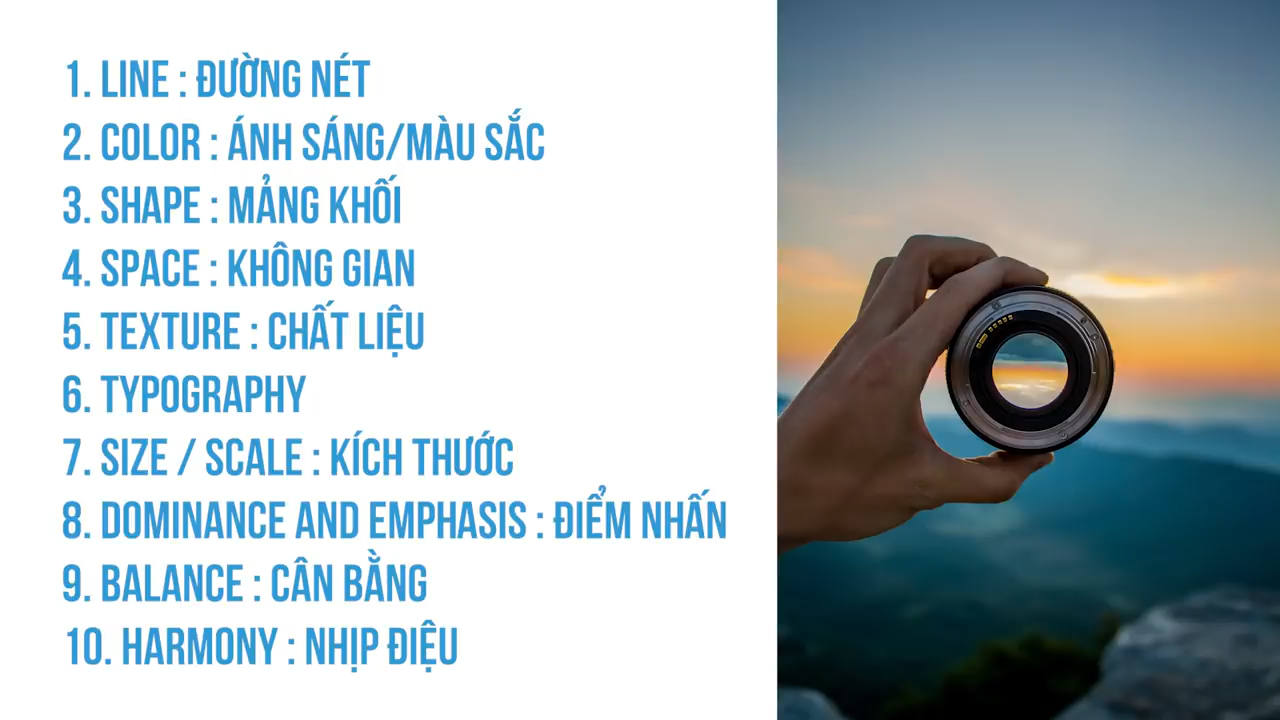 1. LINE : ĐƯỜNG NÉT
2. COLOR : ÁNH SÁNG/MÀU SẮC
3. SHAPE : MẢNG KHỐI
4. SPACE : KHÔNG GIAN
5. TEXTURE : CHẤT LIỆU
6. TYPOGRAPHY
7. SIZE / SCALE : KÍCH THƯỚC
8. DOMINANCE AND EMPHASIS : ĐIỂM NHẤN
9. BALANCE : CÂN BẰNG
10. HARMONY : NHỊP ĐIỆU